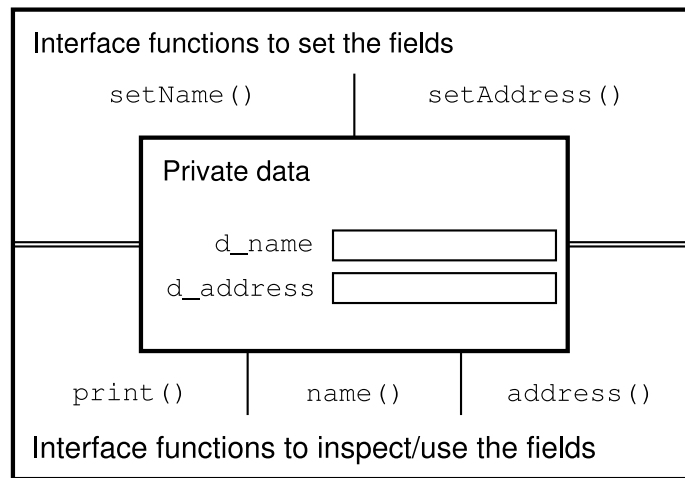 Interface functions to set the fields
setName() setAddress()
Private data
d_name
d_address
print() name() address()
Interface functions to inspect/use the fields